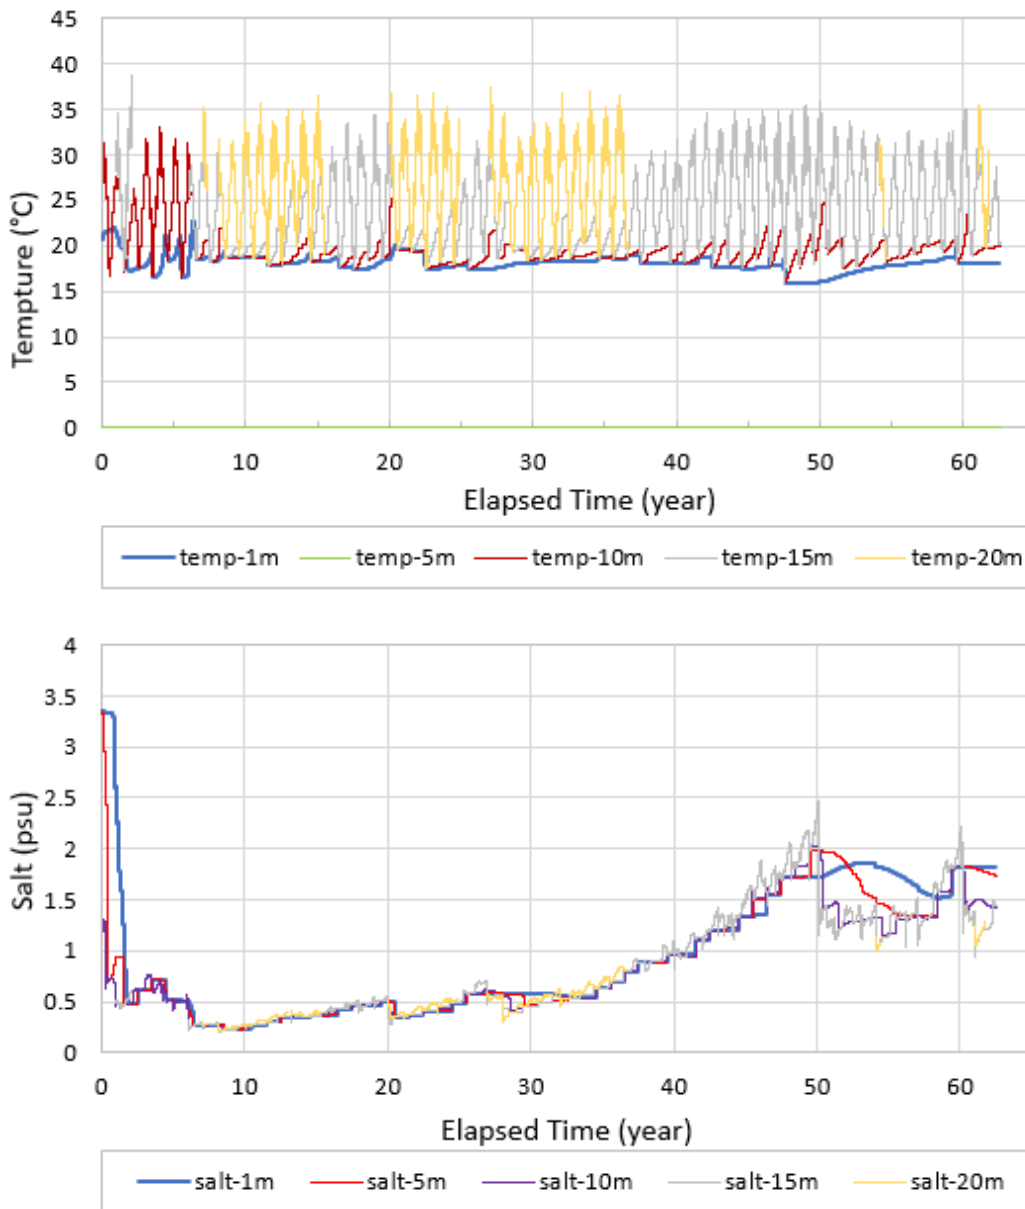 45
40
35
30
25
20
15
10
5
0
Tempture (°C)
0 10 20 30 40 50 60
Elapsed Time (year)
temp-1m temp-5m temp-10m temp-15m temp-20m
4
3.5
3
2.5
2
1.5
1
0.5
0
Salt (psu)
0 10 20 30 40 50 60
Elapsed Time (year)
salt-1m salt-5m salt-10m salt-15m salt-20m